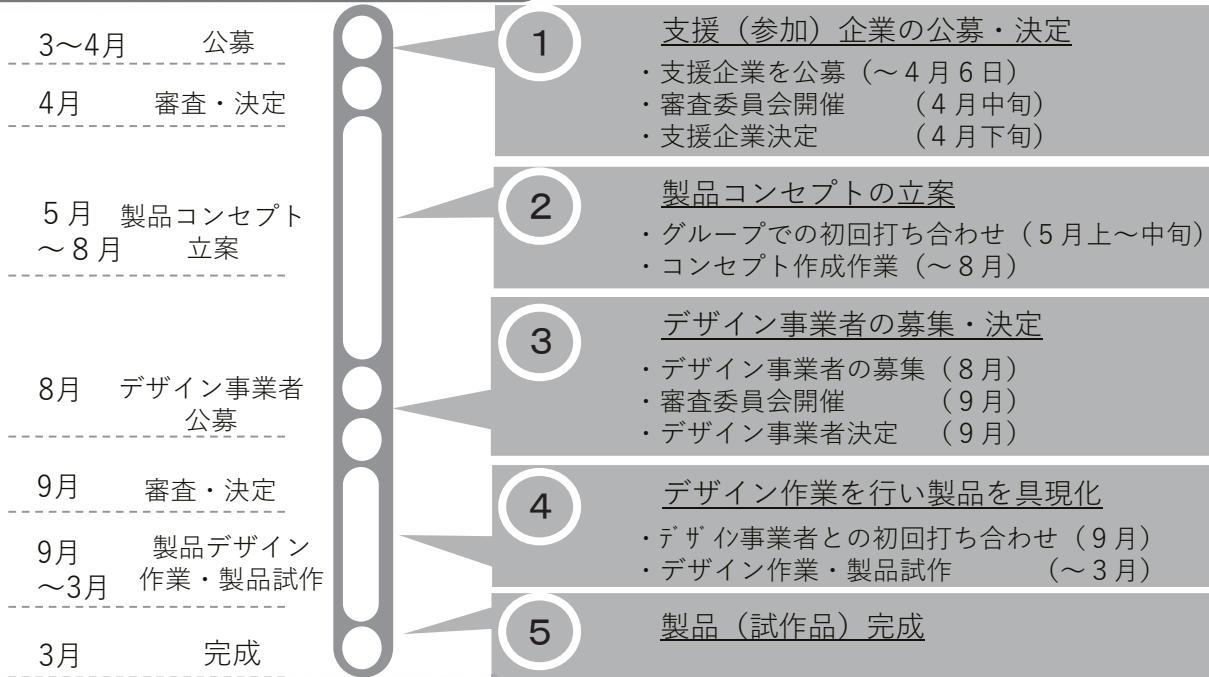 3～4月 公募
4月 審査・決定
5月 製品コンセプト
～8月 立案
8月 デザイン事業者
公募
9月 審査・決定
9月 製品デザイン
～3月 作業・製品試作
3月 完成
1 支援（参加）企業の公募・決定
・支援企業を公募（～4月6日）
・審査委員会開催 （4月中旬）
・支援企業決定 （4月下旬）
2 製品コンセプトの立案
・グループでの初回打ち合わせ（5月上～中旬）
・コンセプト作成作業（～8月）
3 デザイン事業者の募集・決定
・デザイン事業者の募集（8月）
・審査委員会開催 （9月）
・デザイン事業者決定 （9月）
4 デザイン作業を行い製品を具現化
・ﾃﾞｻﾞｲﾝ事業者との初回打ち合わせ（9月）
・デザイン作業・製品試作 （～3月）
5 製品（試作品）完成